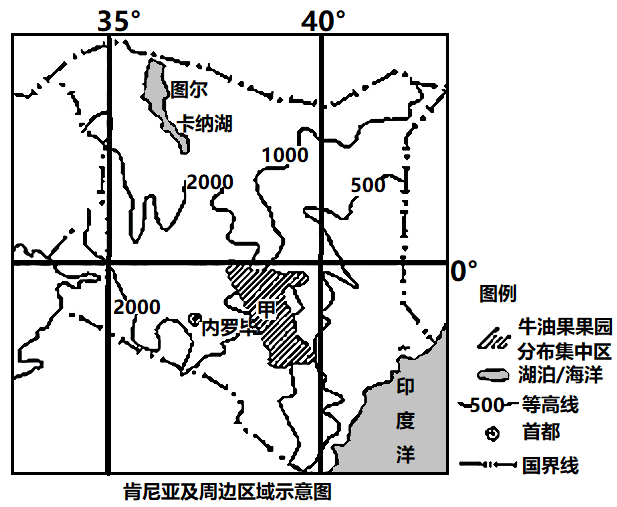 35° 40°
图尔
卡纳湖
1000
2000
500
0°
2000
内罗毕
甲
印
度
洋
图例
牛油果果园
分布集中区
湖泊/海洋
500 等高线
首都
国界线
肯尼亚及周边区域示意图